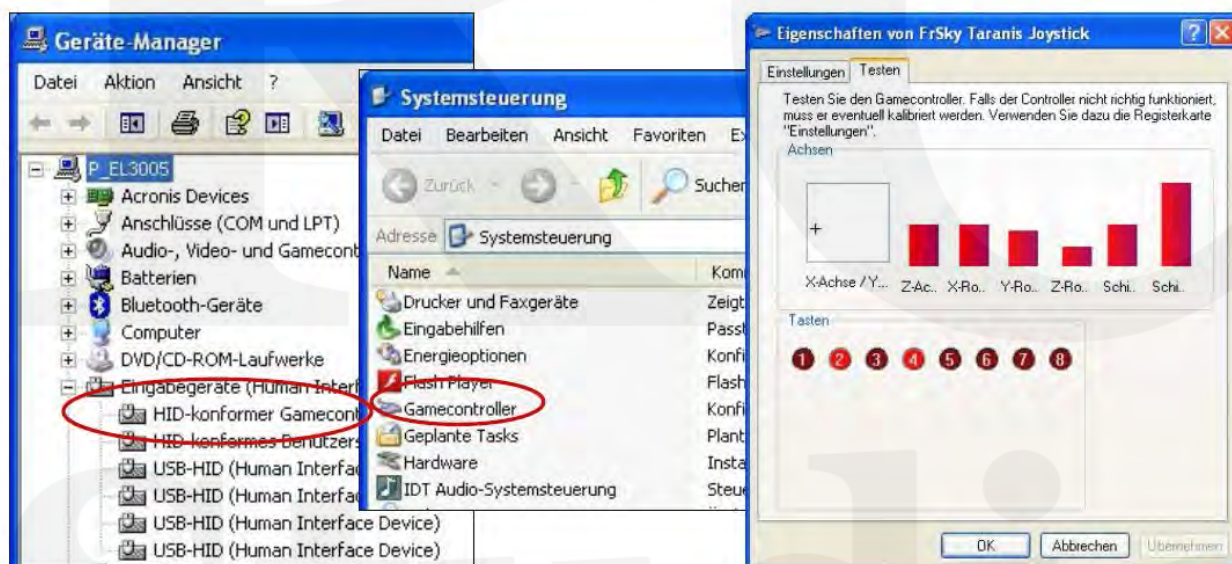 Geräte-Manager
Datei Aktion Ansicht ?
P_EL3005
Acronis Devices
Anschlüsse (COM und LPT)
Audio-, Video- und Gamecont
Batterien
Bluetooth-Geräte
Computer
DVD/CD-ROM-Laufwerke
Eingabegeräte (Human Interf
HID-konformer Gamecont
HID-konformes Benutzers
USB-HID (Human Interfa
USB-HID (Human Interfac
USB-HID (Human Interface Device)
USB-HID (Human Interface Device)
Systemsteuerung
Datei Bearbeiten Ansicht Favoriten Ex
Zurück Suchen
Adresse Systemsteuerung
Name Kom
Drucker und Faxgeräte Zeigt
Eingabehilfen Passt
Energieoptionen Konfi
Flash Player Flash
Gamecontroller Konfi
Geplante Tasks Plant
Hardware Insta
IDT Audio-Systemsteuerung Steue
Eigenschaften von FrSky Taranis Joystick
Einstellungen Testen
Testen Sie den Gamecontroller. Falls der Controller nicht richtig funktioniert,
muss er eventuell kalibriert werden. Verwenden Sie dazu die Registerkarte
"Einstellungen".
Achsen
X-Achse / Y... Z-Ac.. X-Ro.. Y-Ro.. Z-Ro.. Schi.. Schi..
Tasten
1 2 3 4 5 6 7 8
OK Abbrechen Übernehmen